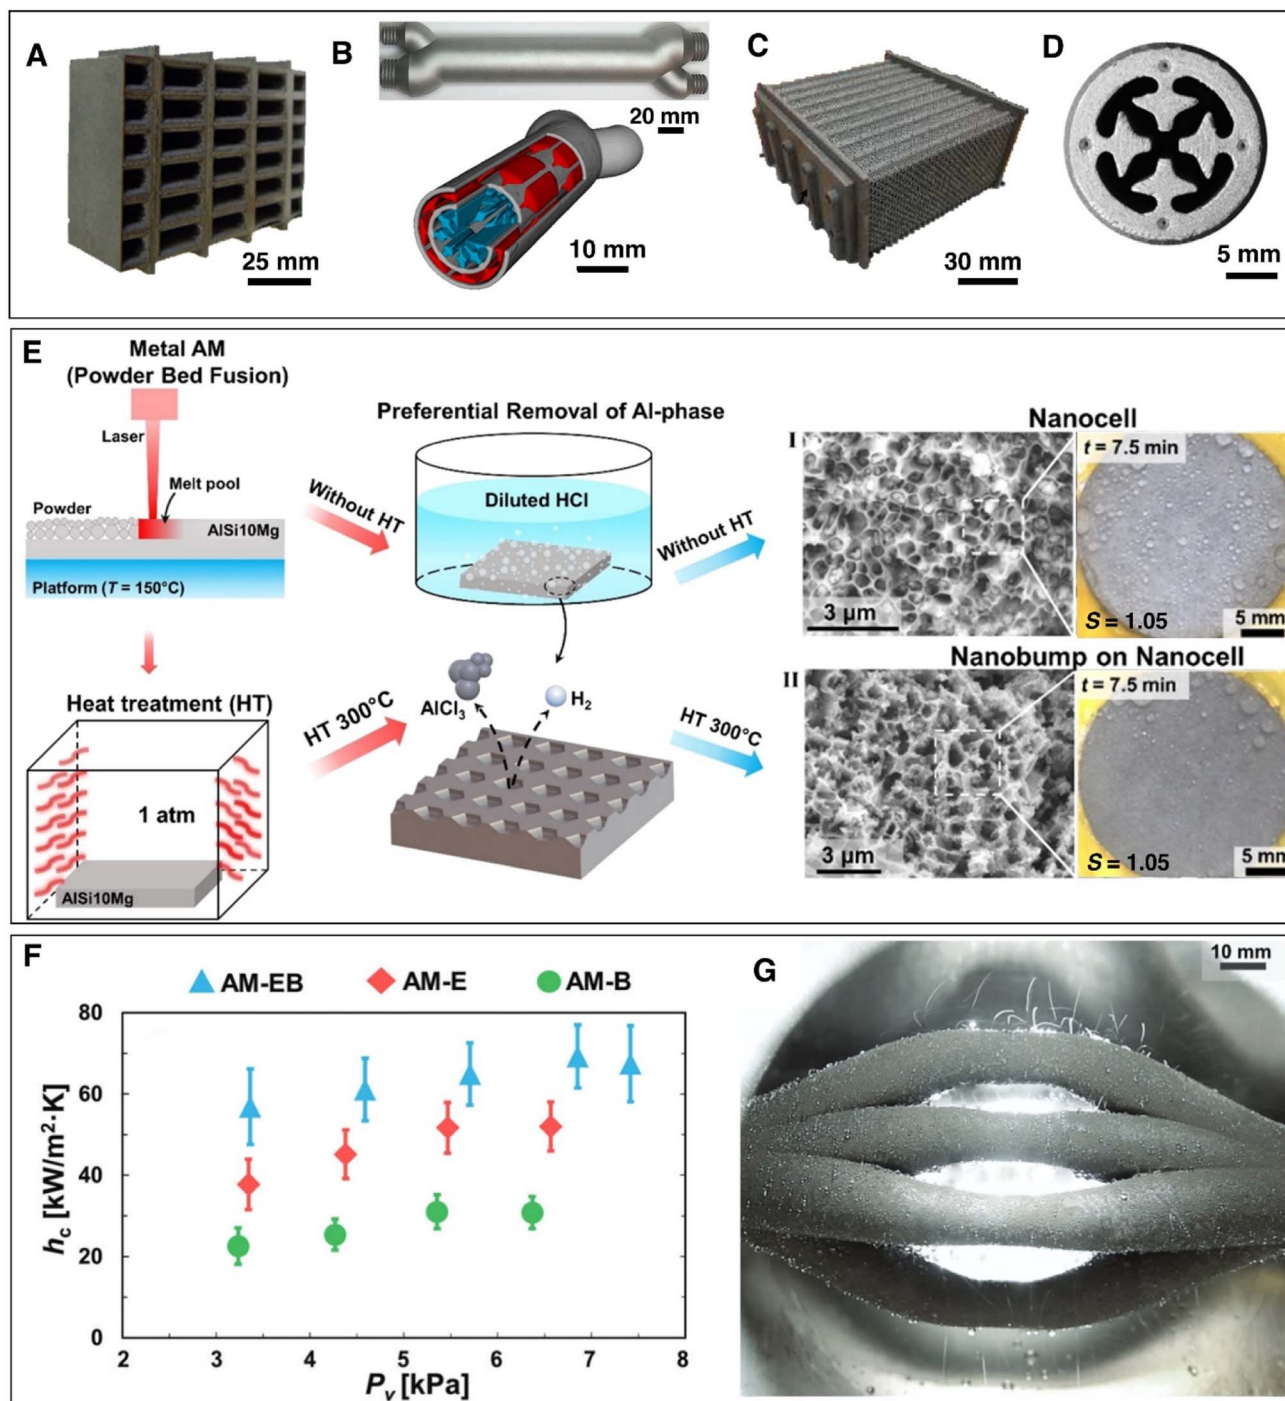 A
25 mm
B
20 mm
10 mm
C
30 mm
D
5 mm
E
Metal AM
(Powder Bed Fusion)
Laser
Melt pool
Powder
AlSi10Mg
Platform (T = 150°C)
Without HT
Preferential Removal of Al-phase
Diluted HCl
Without HT
Nanocell
I
t = 7.5 min
3 µm
S = 1.05
5 mm
Heat treatment (HT)
1 atm
AlSi10Mg
HT 300°C
AlCl3
H2
HT 300°C
Nanobump on Nanocell
II
t = 7.5 min
3 µm
S = 1.05
5 mm
F
AM-EB
AM-E
AM-B
hc [kW/m²·K]
80
60
40
20
0
2
3
4
5
6
7
8
Pv [kPa]
G
10 mm